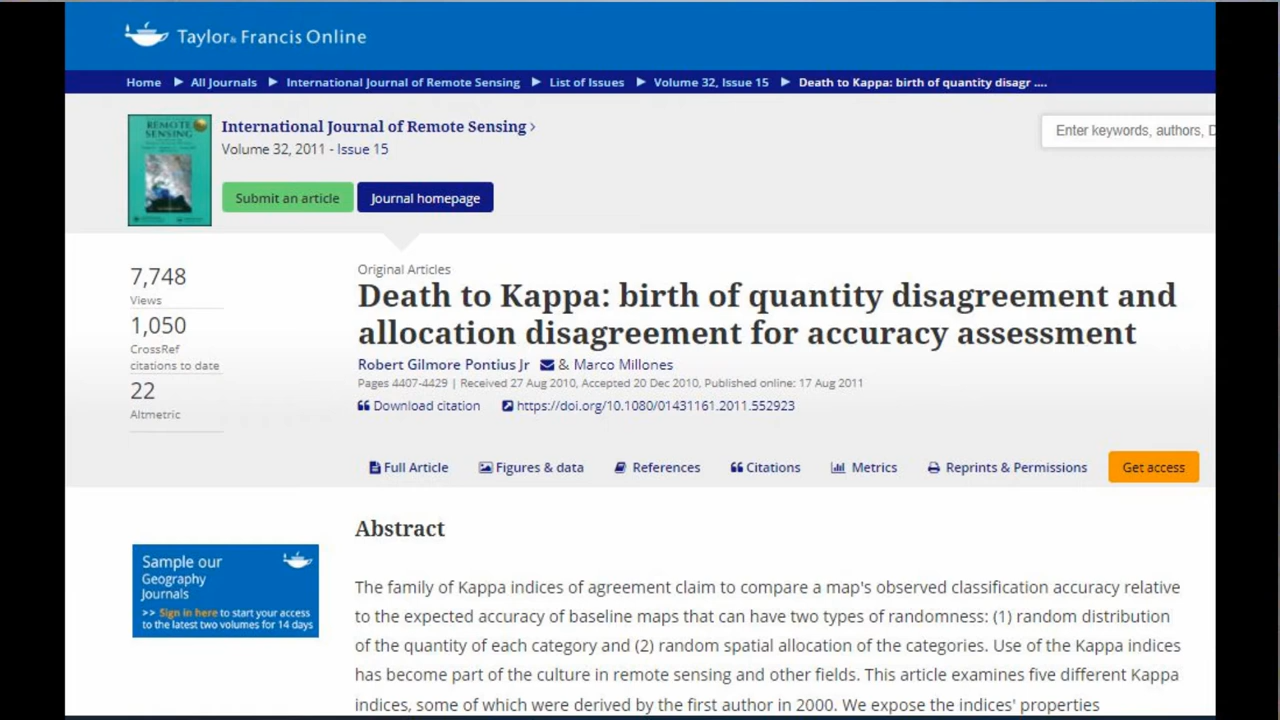 Taylor & Francis Online
Home ▶ All Journals ▶ International Journal of Remote Sensing ▶ List of Issues ▶ Volume 32, Issue 15 ▶ Death to Kappa: birth of quantity disagr ....
REMOTE
SENSING
International Journal of Remote Sensing ›
Volume 32, 2011 - Issue 15
Enter keywords, authors, D
Submit an article
Journal homepage
7,748
Views
1,050
CrossRef
citations to date
22
Altmetric
Original Articles
Death to Kappa: birth of quantity disagreement and
allocation disagreement for accuracy assessment
Robert Gilmore Pontius Jr & Marco Millones
Pages 4407-4429 | Received 27 Aug 2010, Accepted 20 Dec 2010, Published online: 17 Aug 2011
Download citation https://doi.org/10.1080/01431161.2011.552923
Full Article Figures & data References Citations Metrics Reprints & Permissions Get access
Sample our
Geography
Journals
>> Sign in here to start your access
to the latest two volumes for 14 days
Abstract
The family of Kappa indices of agreement claim to compare a map's observed classification accuracy relative
to the expected accuracy of baseline maps that can have two types of randomness: (1) random distribution
of the quantity of each category and (2) random spatial allocation of the categories. Use of the Kappa indices
has become part of the culture in remote sensing and other fields. This article examines five different Kappa
indices, some of which were derived by the first author in 2000. We expose the indices' properties